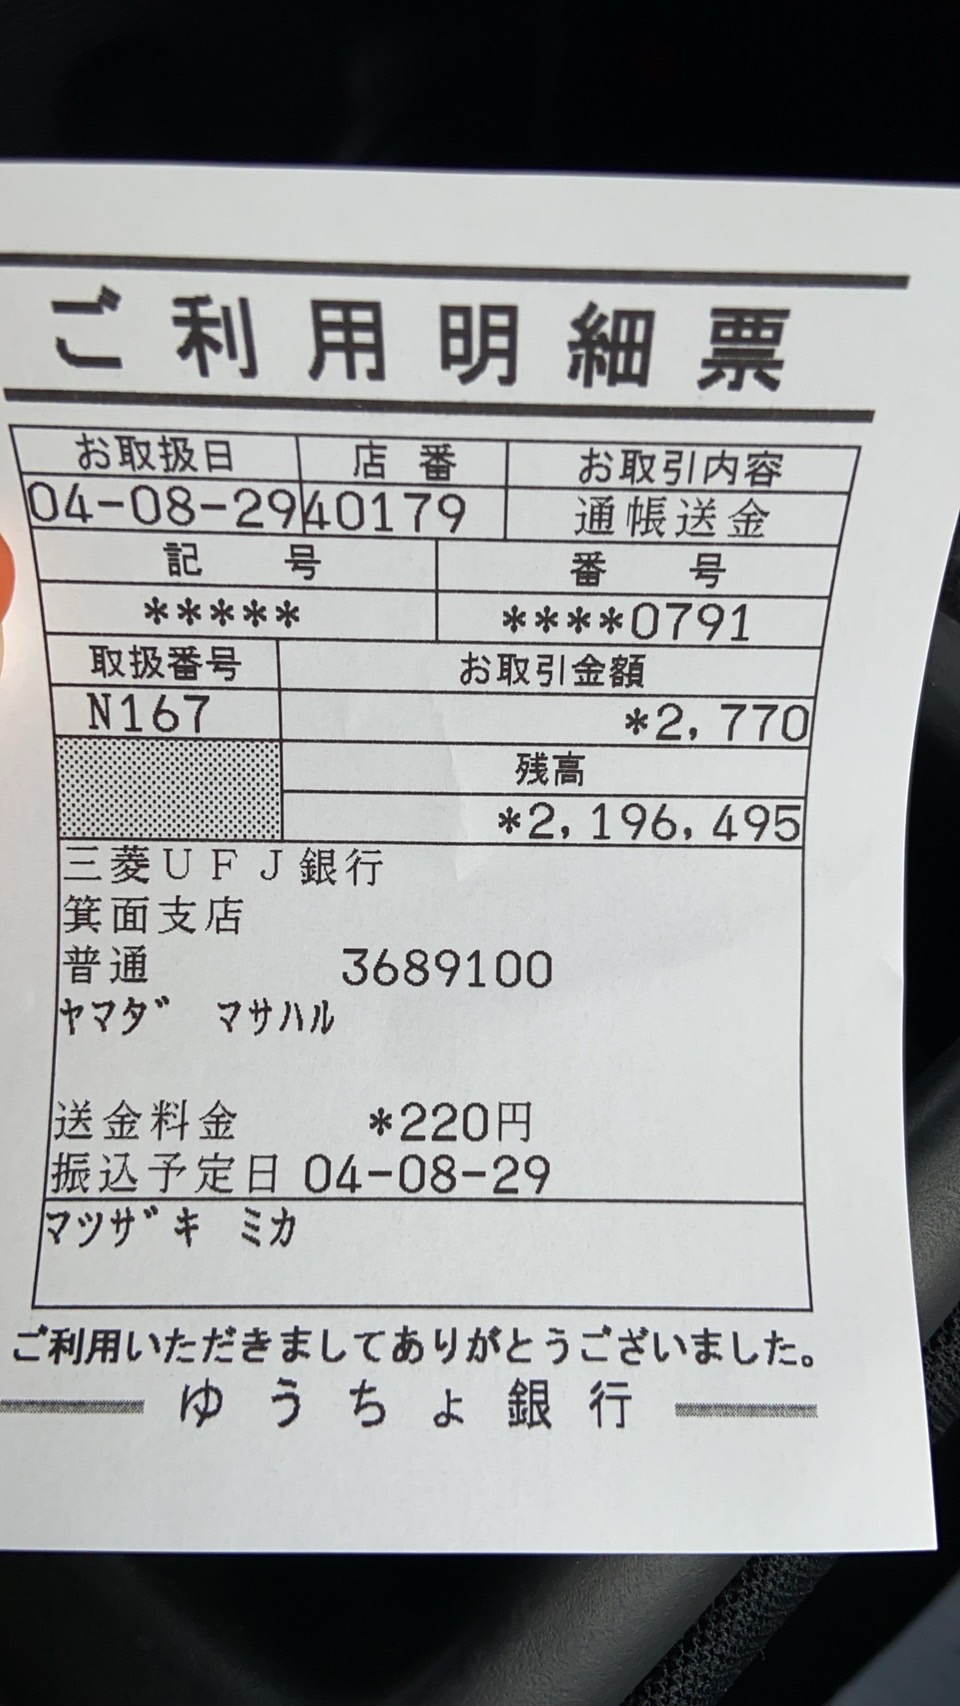 ご利用明細票
お取扱日 店番 お取引内容
04-08-29 40179 通帳送金
記号 番号
***** ****0791
取扱番号 お取引金額
N167 *2,770
残高
*2,196,495
三菱UFJ銀行
箕面支店
普通 3689100
ヤマダ マサハル
送金料金 *220円
振込予定日 04-08-29
マツザキ ミカ
ご利用いただきましてありがとうございました。
ゆうちょ銀行